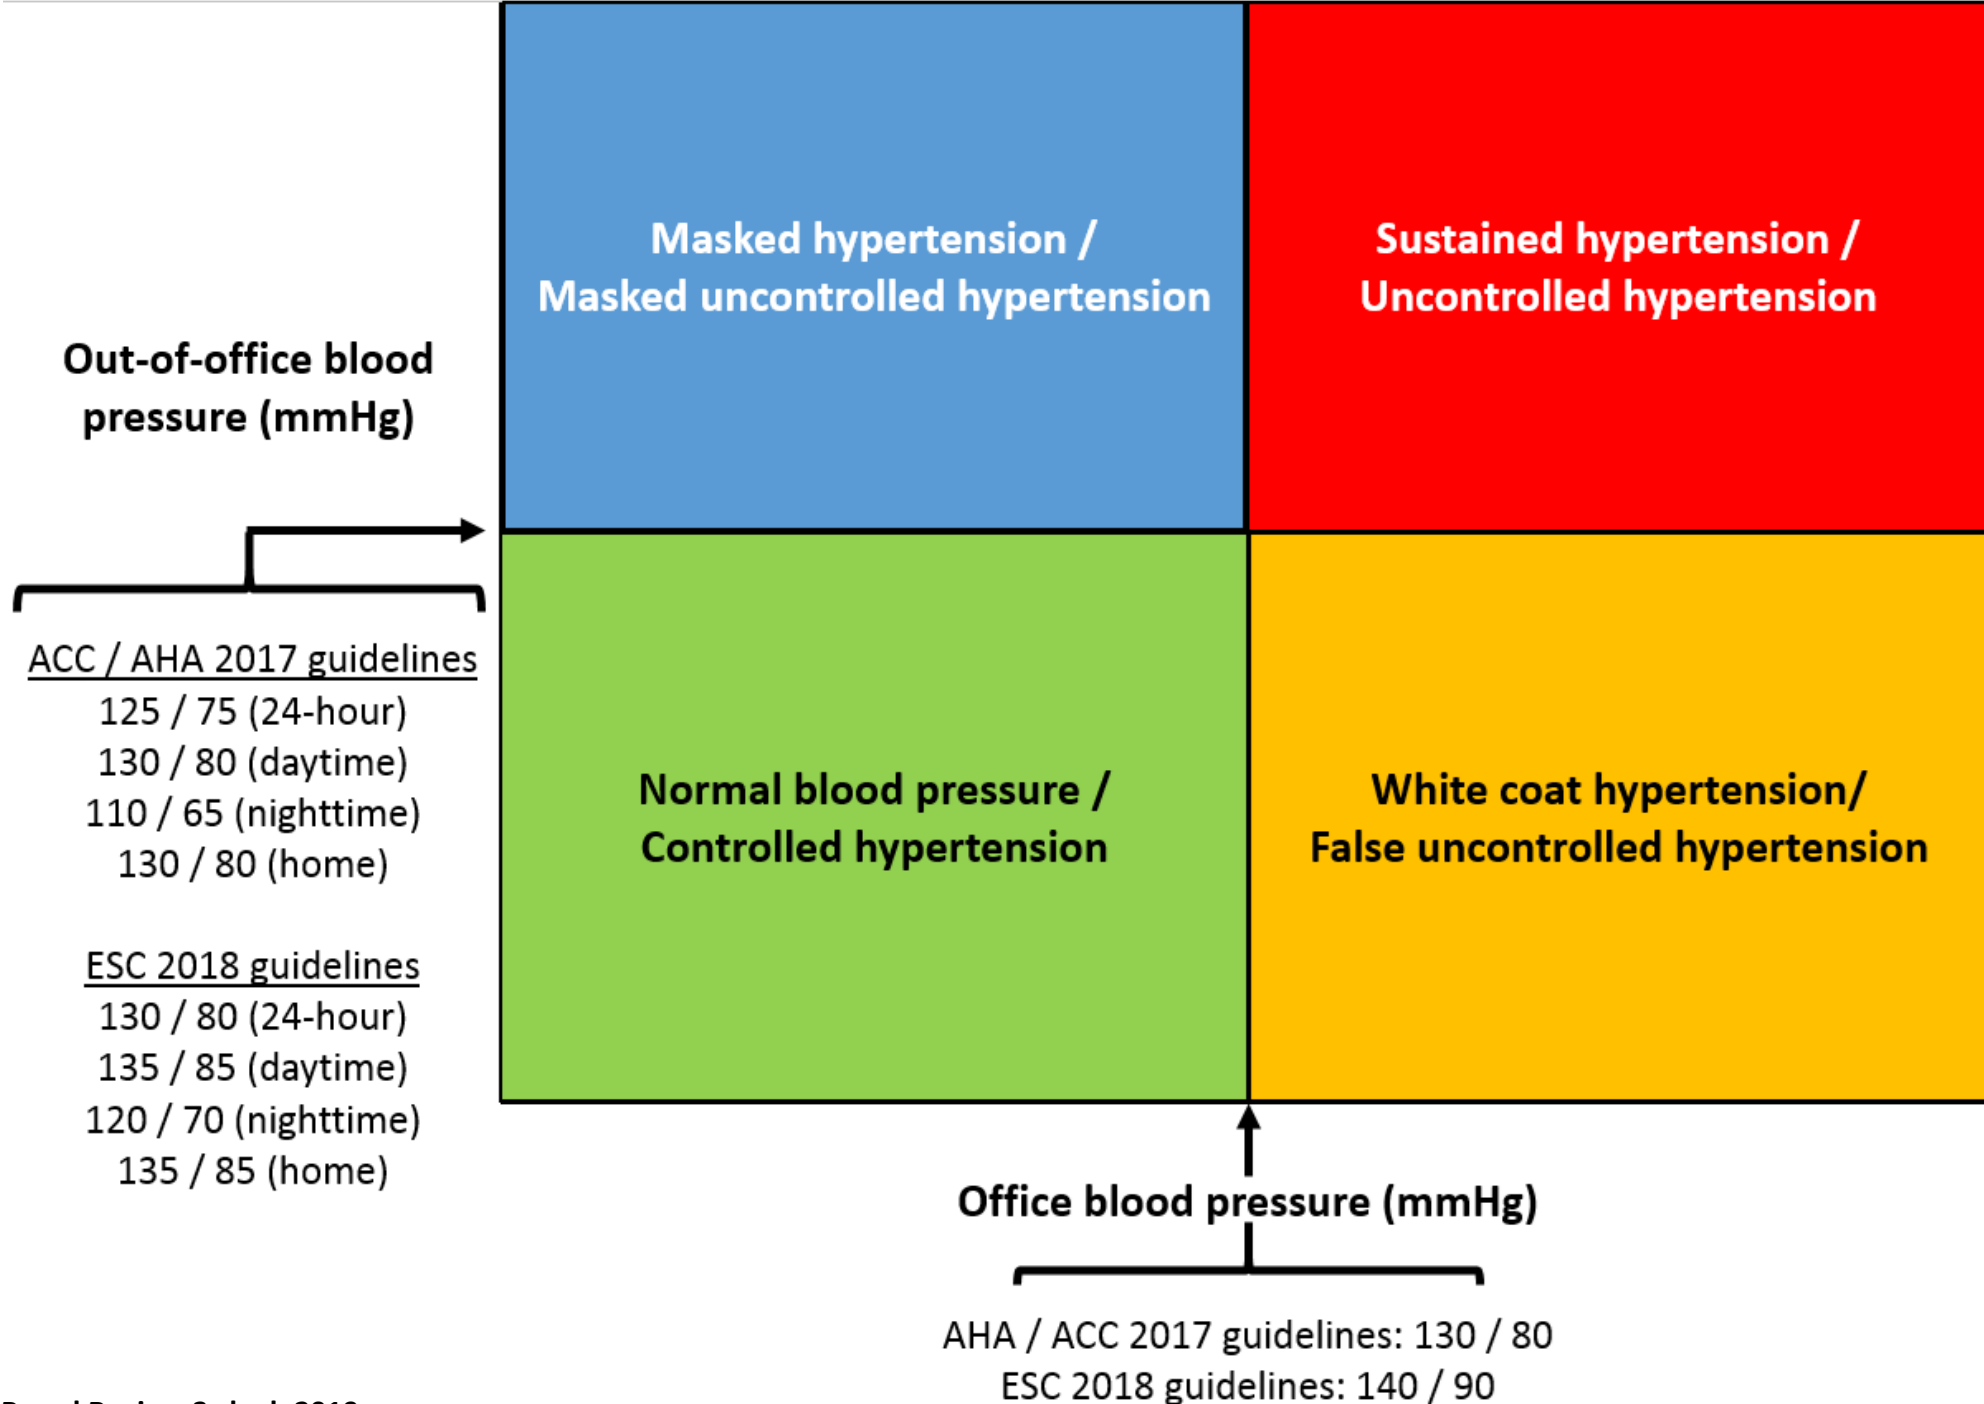 Masked hypertension /
Masked uncontrolled hypertension
Sustained hypertension /
Uncontrolled hypertension
Out-of-office blood
pressure (mmHg)
ACC / AHA 2017 guidelines
125 / 75 (24-hour)
130 / 80 (daytime)
110 / 65 (nighttime)
130 / 80 (home)
ESC 2018 guidelines
130 / 80 (24-hour)
135 / 85 (daytime)
120 / 70 (nighttime)
135 / 85 (home)
Normal blood pressure /
Controlled hypertension
White coat hypertension/
False uncontrolled hypertension
Office blood pressure (mmHg)
AHA / ACC 2017 guidelines: 130 / 80
ESC 2018 guidelines: 140 / 90